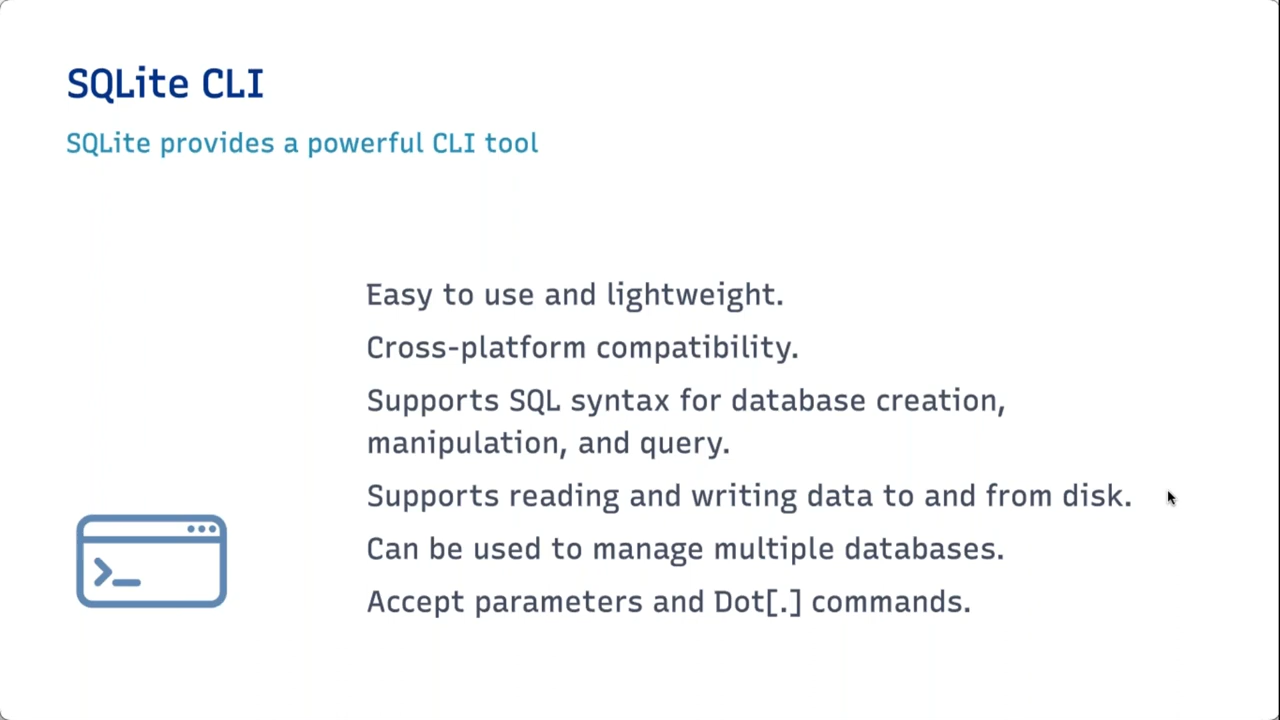 SQLite CLI
SQLite provides a powerful CLI tool
Easy to use and lightweight.
Cross-platform compatibility.
Supports SQL syntax for database creation,
manipulation, and query.
Supports reading and writing data to and from disk.
Can be used to manage multiple databases.
Accept parameters and Dot[.] commands.